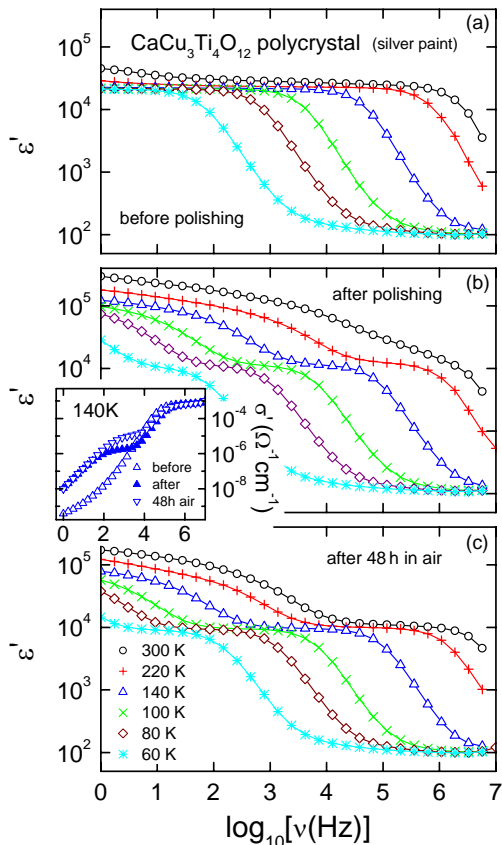 (a)
CaCu3Ti4O12 polycrystal (silver paint)
10^5
10^4
ε'
10^3
before polishing
10^2
(b)
after polishing
10^5
10^4
ε'
140K
10^-4
10^-6
10^-8
σ'(Ω^-1 cm^-1)
before
after
48h air
0 2 4 6
(c)
after 48 h in air
10^5
10^4
ε'
10^3
10^2
300 K
220 K
140 K
100 K
80 K
60 K
0 1 2 3 4 5 6 7
log10[ν(Hz)]